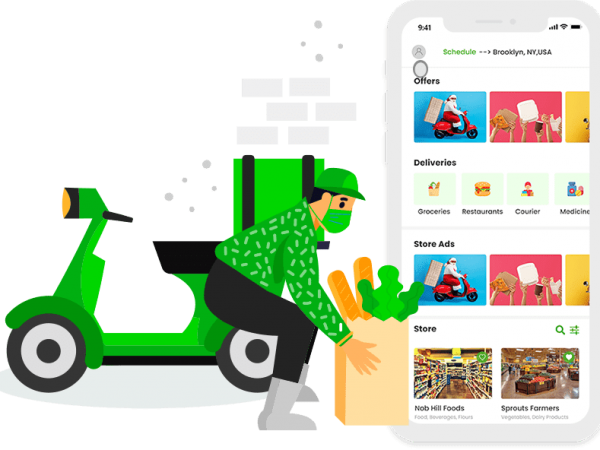 9:41
Schedule --> Brooklyn, NY,USA
Offers
Deliveries
Groceries Restaurants Courier Medicine
Store Ads
Store
Nob Hill Foods Sprouts Farmers
Food, Beverages, Flours Vegetables, Dairy Products